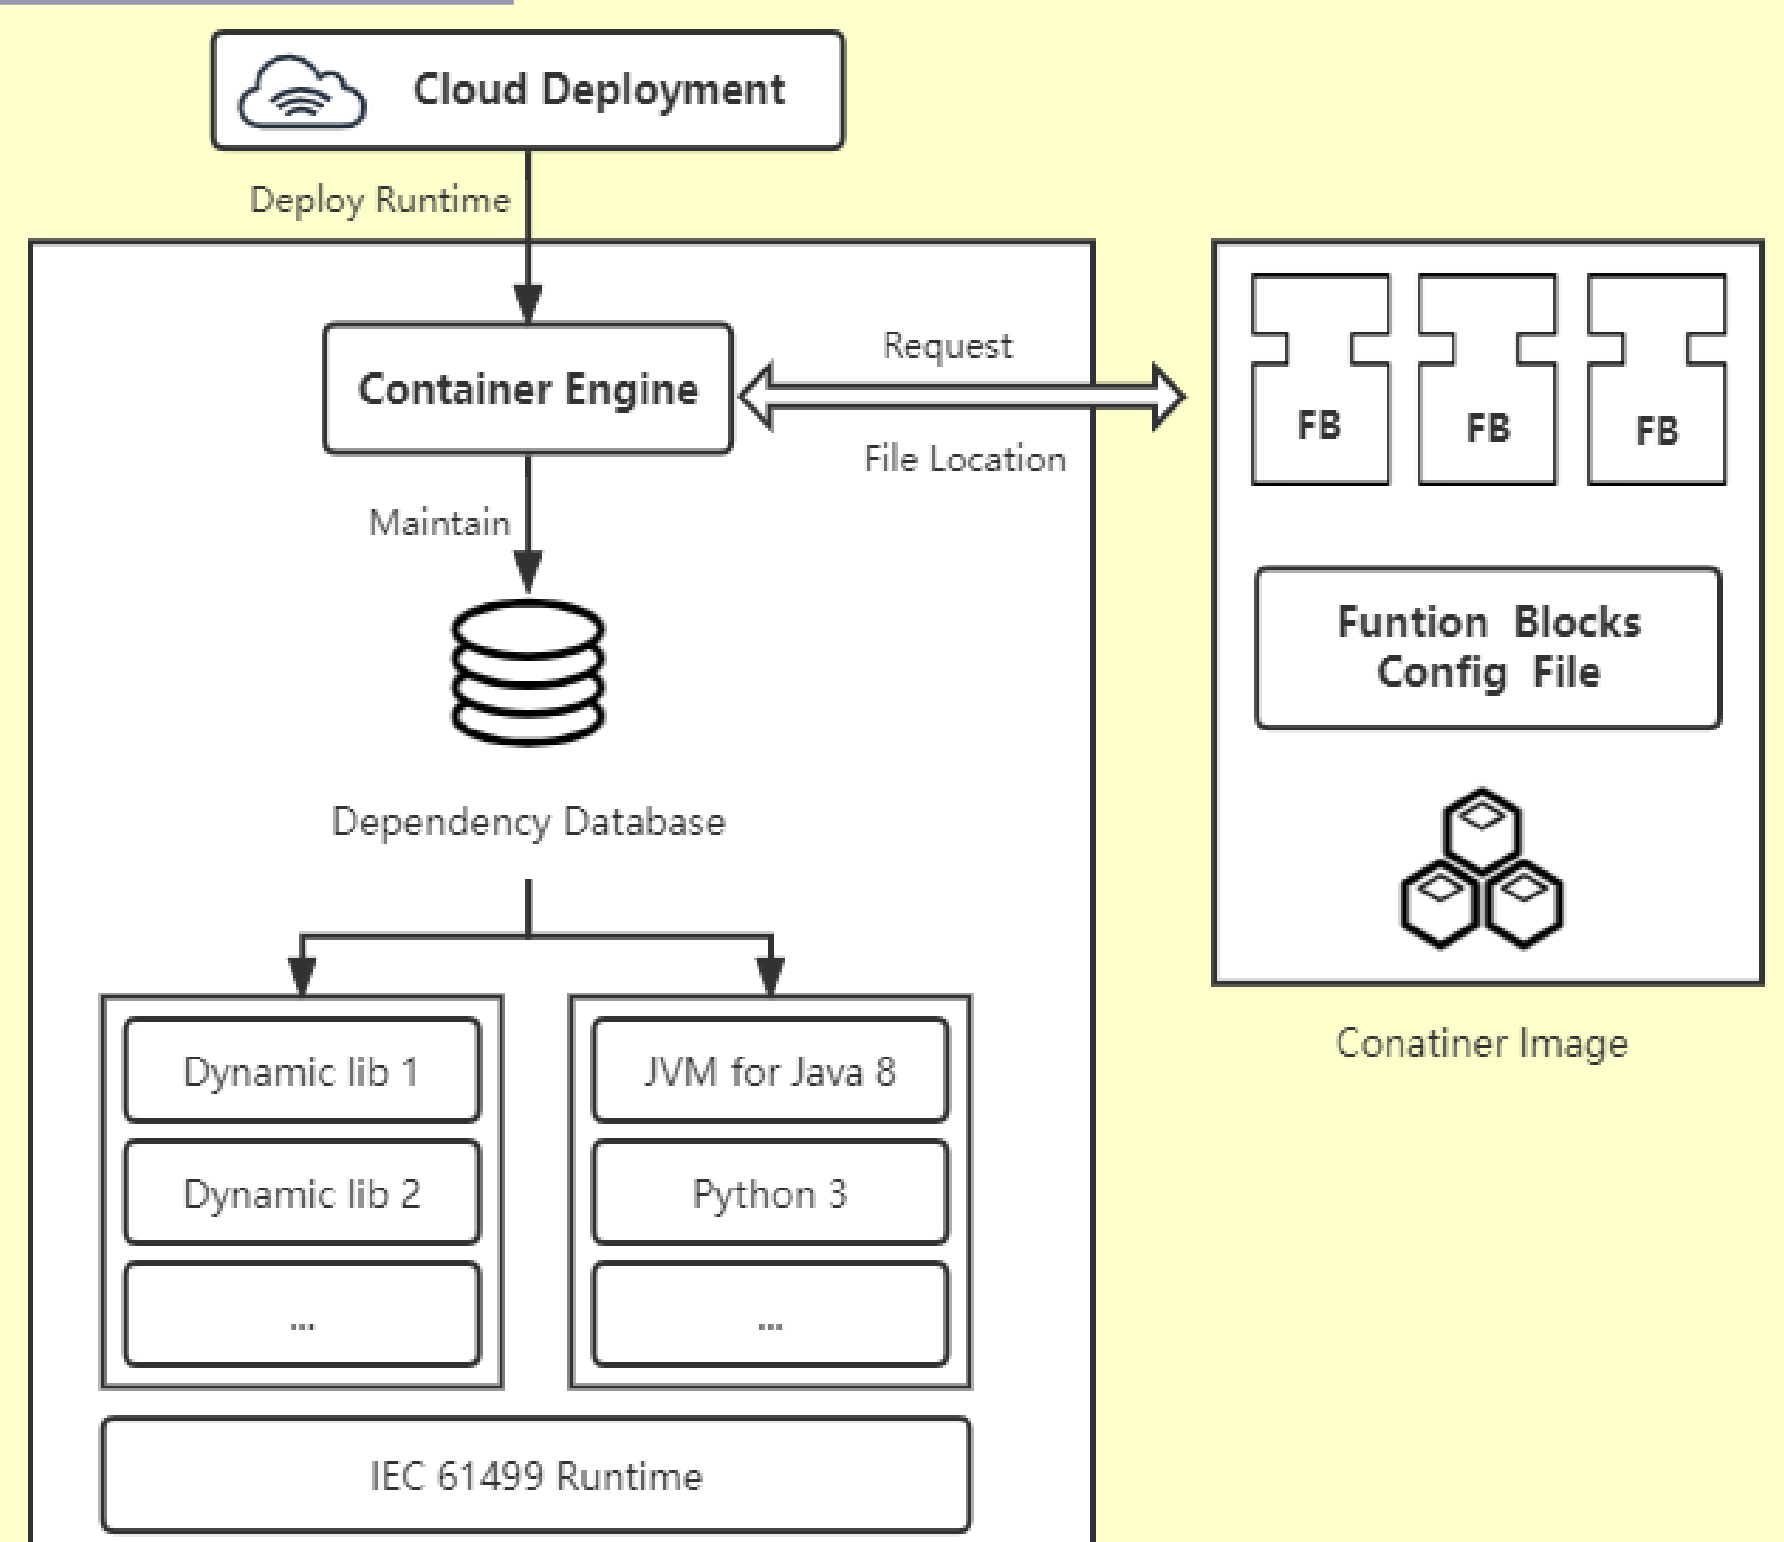 Cloud Deployment
Deploy Runtime
Container Engine
Request
File Location
Maintain
Dependency Database
Dynamic lib 1
Dynamic lib 2
...
JVM for Java 8
Python 3
...
IEC 61499 Runtime
FB
FB
FB
Funtion Blocks
Config File
Conatiner Image